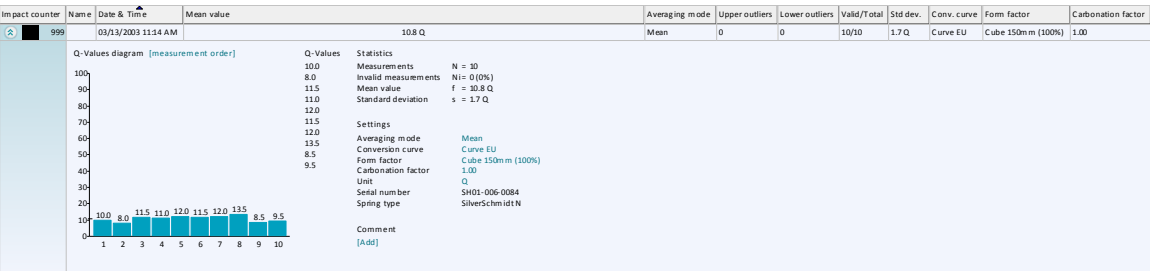 Impact counter Name Date & Time Mean value Averaging mode Upper outliers Lower outliers Valid/Total Std dev. Conv. curve Form factor Carbonation factor
999 03/13/2003 11:14 AM 10.8 Q Mean 0 0 10/10 1.7 Q Curve EU Cube 150mm (100%) 1.00
Q-Values diagram [measurement order]
100
90
80
70
60
50
40
30
20
10
0
10.0 8.0 11.5 11.0 12.0 11.5 12.0 13.5 8.5 9.5
1 2 3 4 5 6 7 8 9 10
Q-Values
10.0
8.0
11.5
11.0
12.0
11.5
12.0
13.5
8.5
9.5
Statistics
Measurements N = 10
Invalid measurements Ni = 0 (0%)
Mean value f = 10.8 Q
Standard deviation s = 1.7 Q
Settings
Averaging mode Mean
Conversion curve Curve EU
Form factor Cube 150mm (100%)
Carbonation factor 1.00
Unit Q
Serial number SH01-006-0084
Spring type SilverSchmidt N
Comment
[Add]